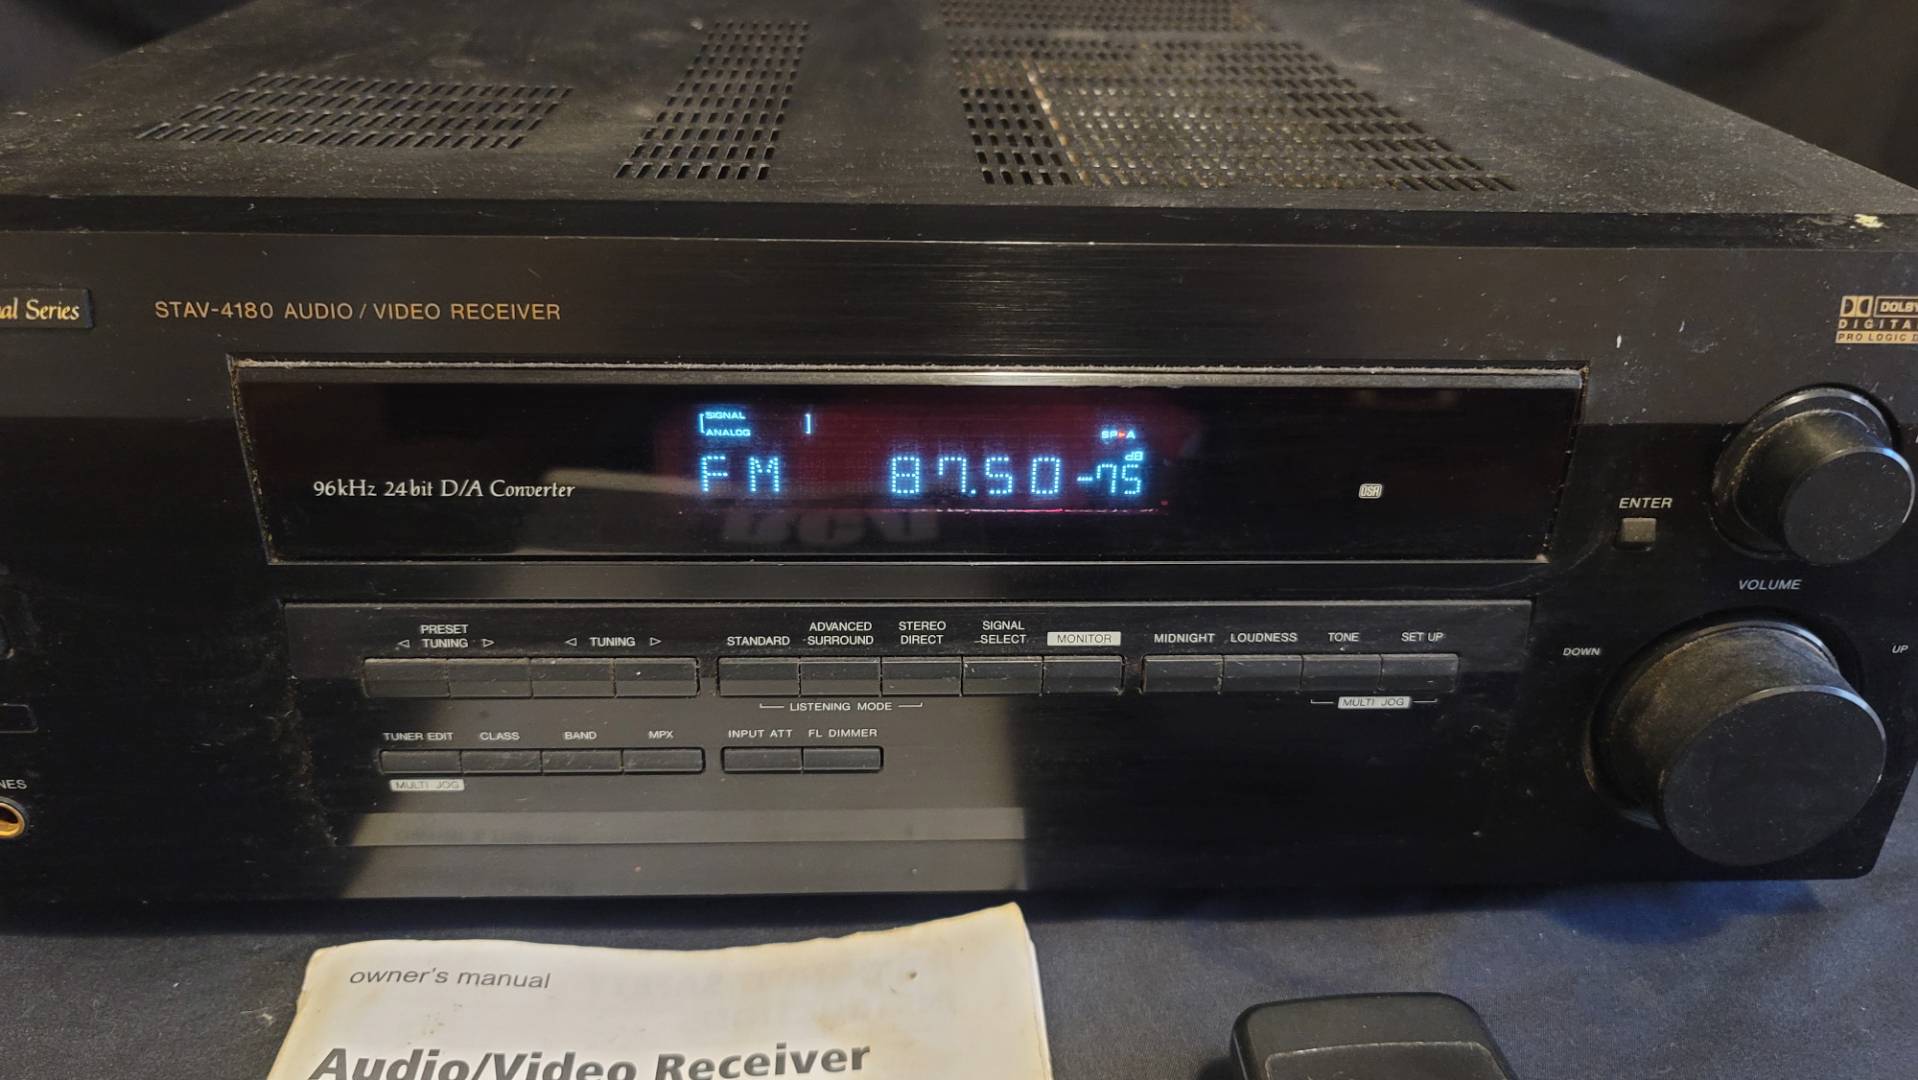 al Series
STAV-4180 AUDIO / VIDEO RECEIVER
DOLBY
DIGITAL
PRO LOGIC
SIGNAL
ANALOG
SP►A
dB
FM 87.50 -75
96kHz 24bit D/A Converter
ENTER
VOLUME
DOWN UP
PRESET
◁ TUNING ▷
◁ TUNING ▷
STANDARD
ADVANCED
SURROUND
STEREO
DIRECT
SIGNAL
SELECT
MONITOR
MIDNIGHT LOUDNESS TONE SET UP
LISTENING MODE
MULTI JOG
TUNER EDIT CLASS BAND MPX
INPUT ATT FL DIMMER
MULTI JOG
NES
owner's manual
Audio/Video Receiver